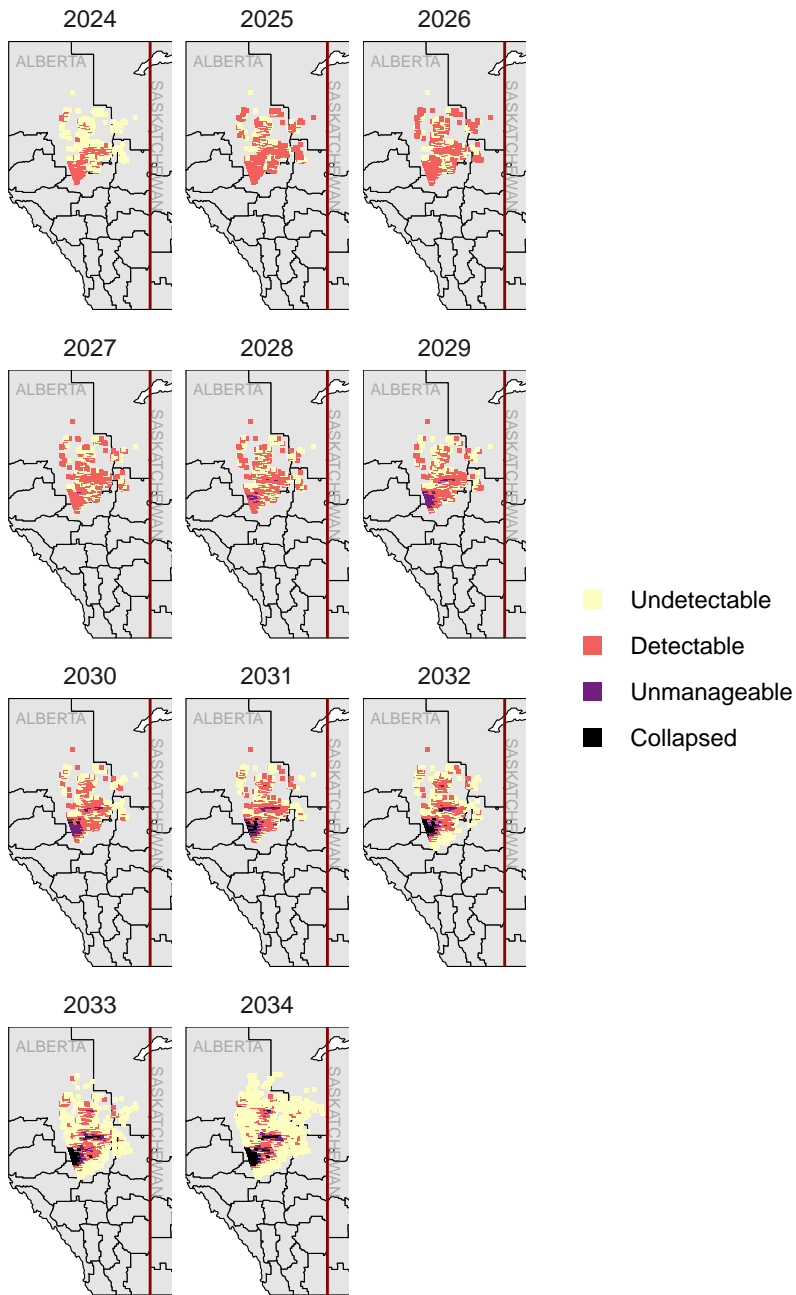 2024
2025
2026
ALBERTA
SASKATCHEWAN
ALBERTA
SASKATCHEWAN
ALBERTA
SASKATCHEWAN
2027
2028
2029
ALBERTA
SASKATCHEWAN
ALBERTA
SASKATCHEWAN
ALBERTA
SASKATCHEWAN
Undetectable
Detectable
Unmanageable
Collapsed
2030
2031
2032
ALBERTA
SASKATCHEWAN
ALBERTA
SASKATCHEWAN
ALBERTA
SASKATCHEWAN
2033
2034
ALBERTA
SASKATCHEWAN
ALBERTA
SASKATCHEWAN